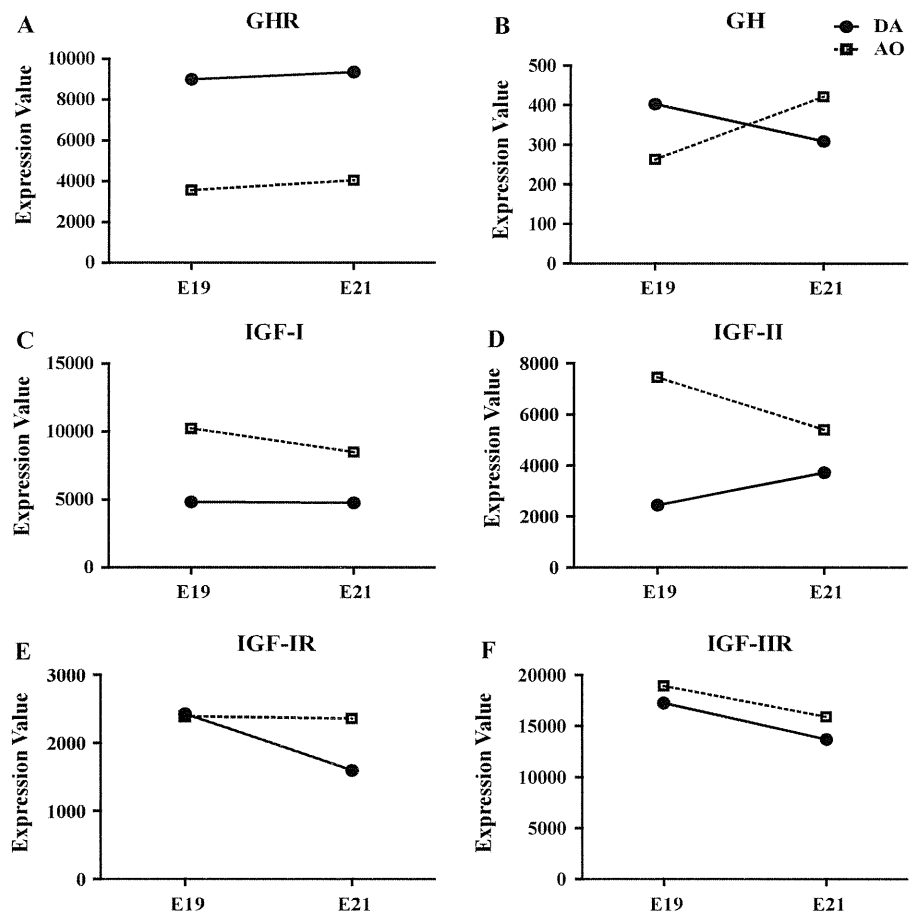 A
GHR
Expression Value
10000
8000
6000
4000
2000
0
E19
E21
B
GH
DA
AO
Expression Value
500
400
300
200
100
0
E19
E21
C
IGF-I
Expression Value
15000
10000
5000
0
E19
E21
D
IGF-II
Expression Value
8000
6000
4000
2000
0
E19
E21
E
IGF-IR
Expression Value
3000
2000
1000
0
E19
E21
F
IGF-IIR
Expression Value
20000
15000
10000
5000
0
E19
E21